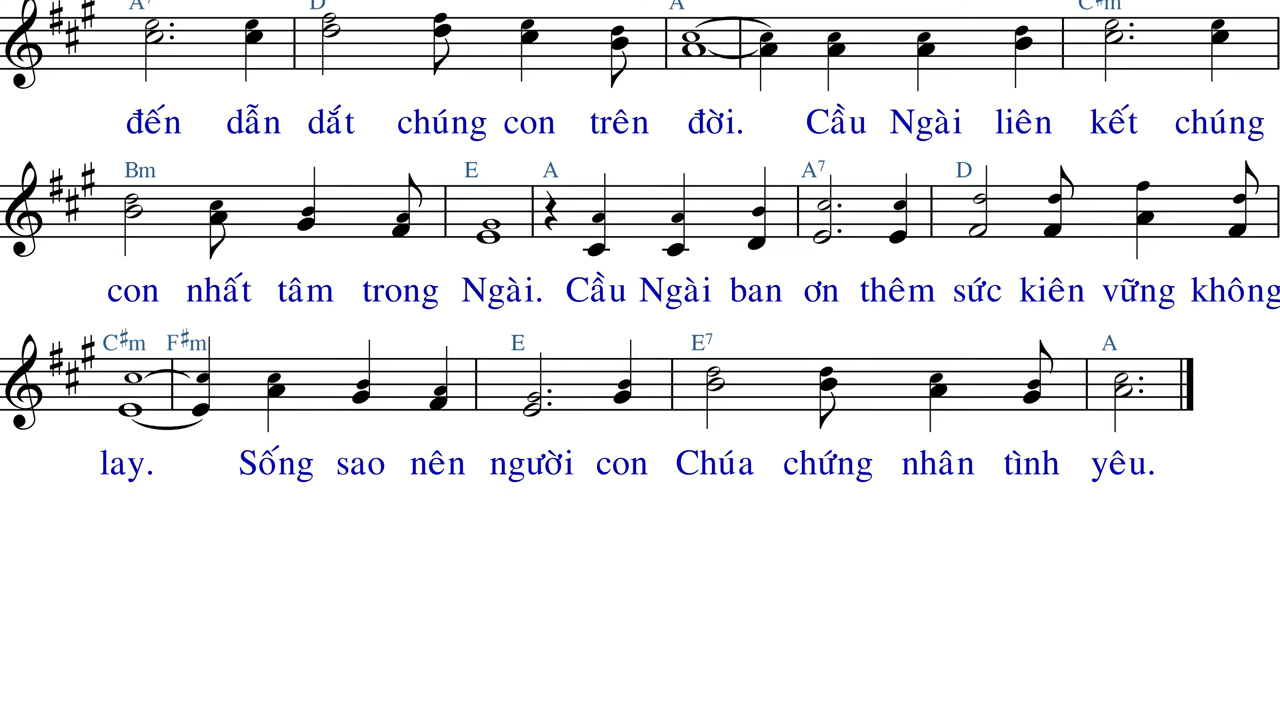 A7 D A C#m
đến dẫn dắt chúng con trên đời. Cầu Ngài liên kết chúng
Bm E A A7 D
con nhất tâm trong Ngài. Cầu Ngài ban ơn thêm sức kiên vững không
C#m F#m E E7 A
lay. Sống sao nên người con Chúa chứng nhân tình yêu.